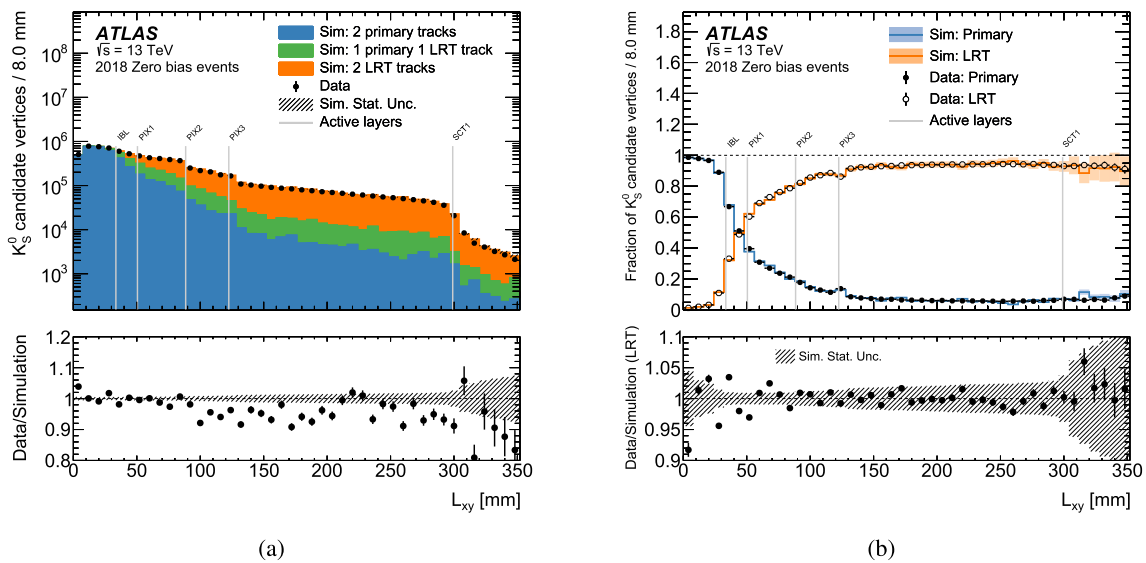 ATLAS
√s = 13 TeV
2018 Zero bias events
Sim: 2 primary tracks
Sim: 1 primary 1 LRT track
Sim: 2 LRT tracks
Data
Sim. Stat. Unc.
Active layers
IBL PIX1 PIX2 PIX3 SCT1
K⁰_S candidate vertices / 8.0 mm
10⁸
10⁷
10⁶
10⁵
10⁴
10³
Data/Simulation
1.2
1.1
1
0.9
0.8
0 50 100 150 200 250 300 350
L_xy [mm]
(a)
ATLAS
√s = 13 TeV
2018 Zero bias events
Sim: Primary
Sim: LRT
Data: Primary
Data: LRT
Active layers
IBL PIX1 PIX2 PIX3 SCT1
Fraction of K⁰_S candidate vertices / 8.0 mm
1.8
1.6
1.4
1.2
1
0.8
0.6
0.4
0.2
0
Sim. Stat. Unc.
Data/Simulation (LRT)
1.1
1.05
1
0.95
0.9
0 50 100 150 200 250 300 350
L_xy [mm]
(b)